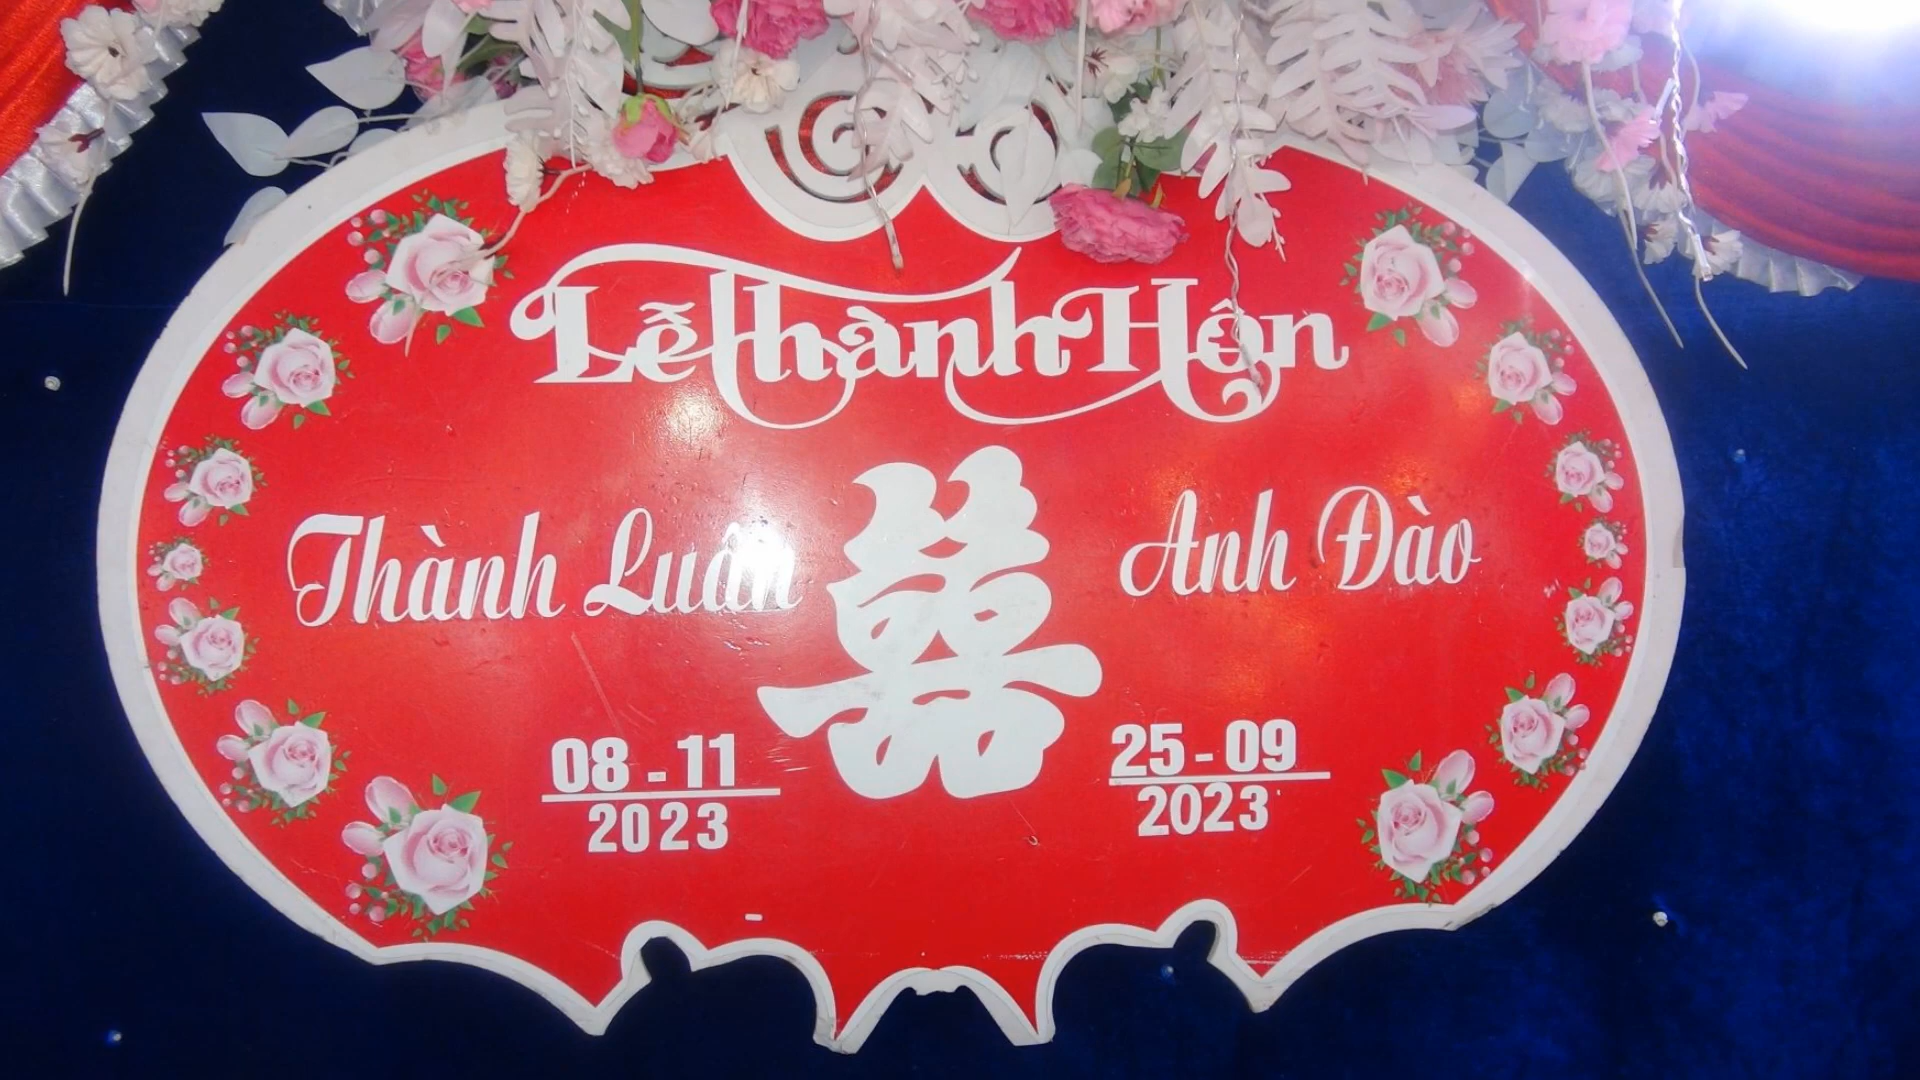 Lễ Thành Hôn
Thành Luân 囍 Anh Đào
08 - 11
2023
25 - 09
2023